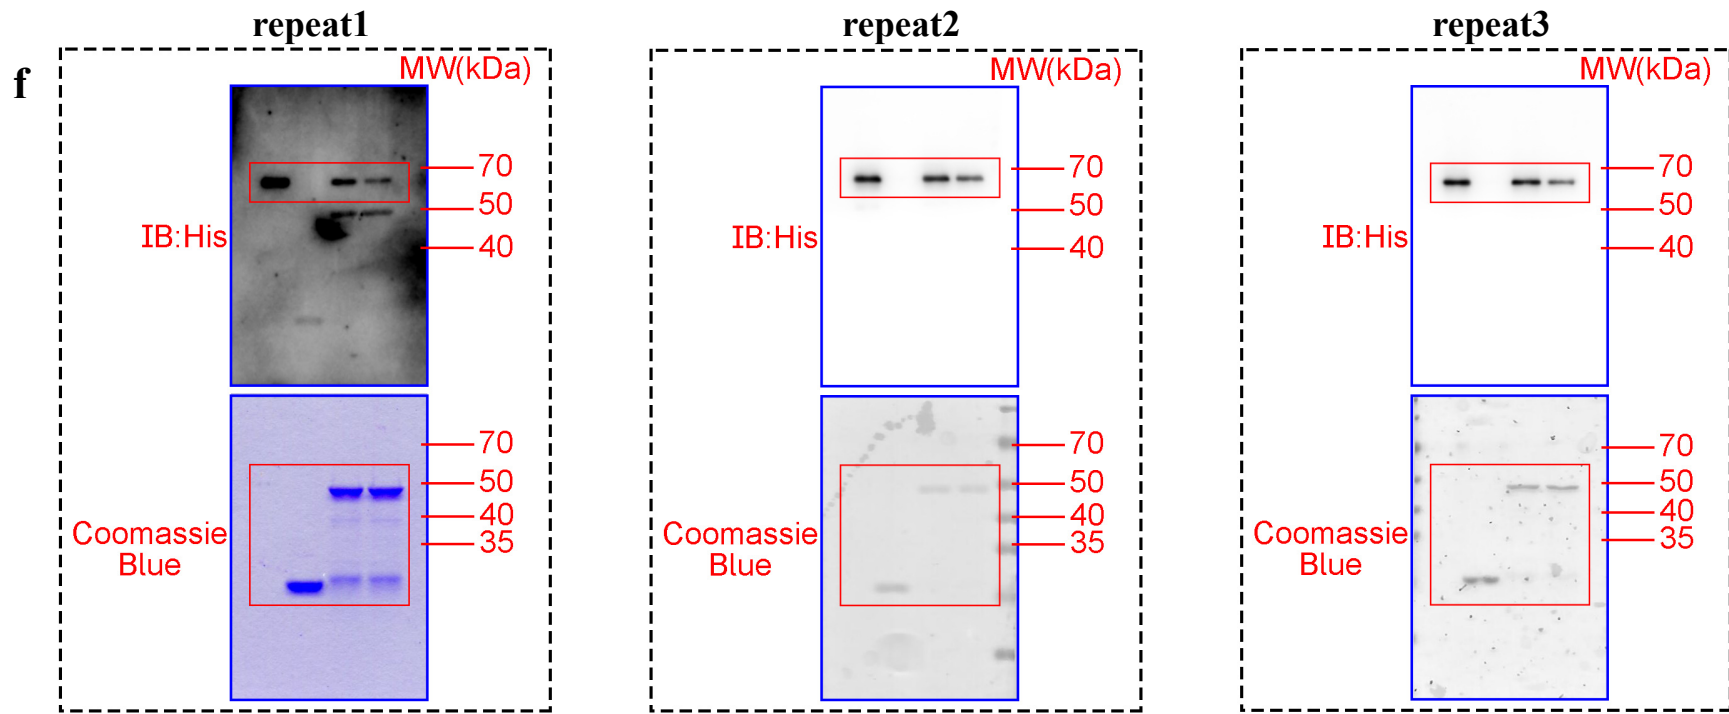 f
repeat1
MW(kDa)
70
50
40
IB:His
70
50
40
35
Coomassie
Blue
repeat2
MW(kDa)
70
50
40
IB:His
70
50
40
35
Coomassie
Blue
repeat3
MW(kDa)
70
50
40
IB:His
70
50
40
35
Coomassie
Blue